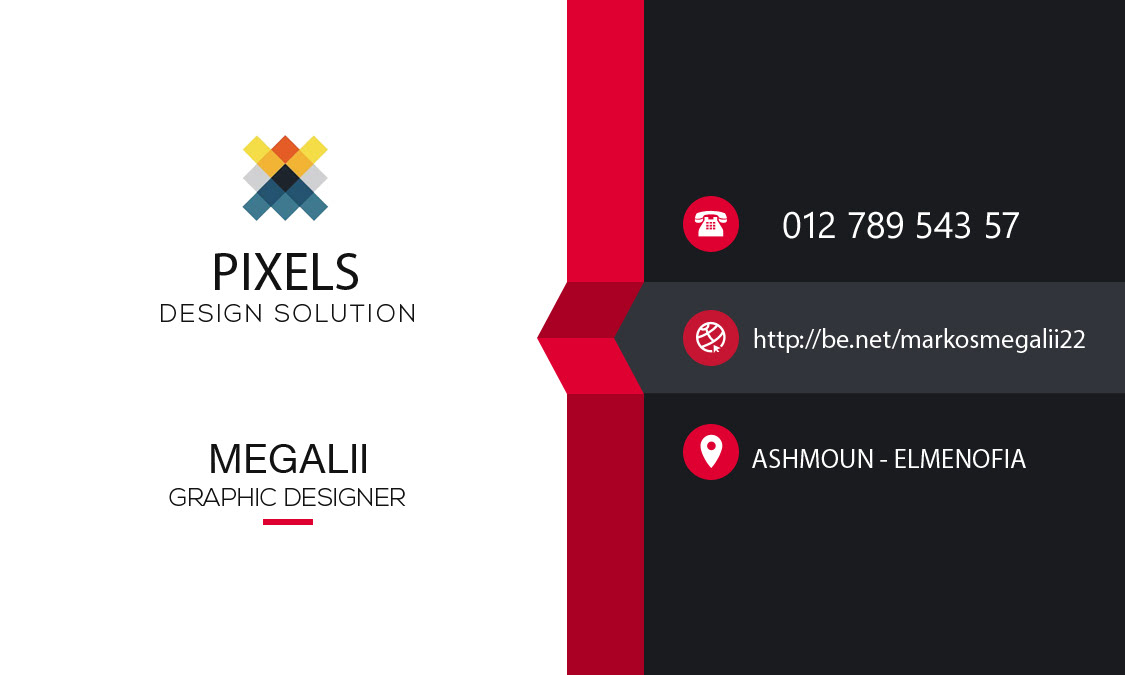 PIXELS
DESIGN SOLUTION
MEGALII
GRAPHIC DESIGNER
012 789 543 57
http://be.net/markosmegalii22
ASHMOUN - ELMENOFIA